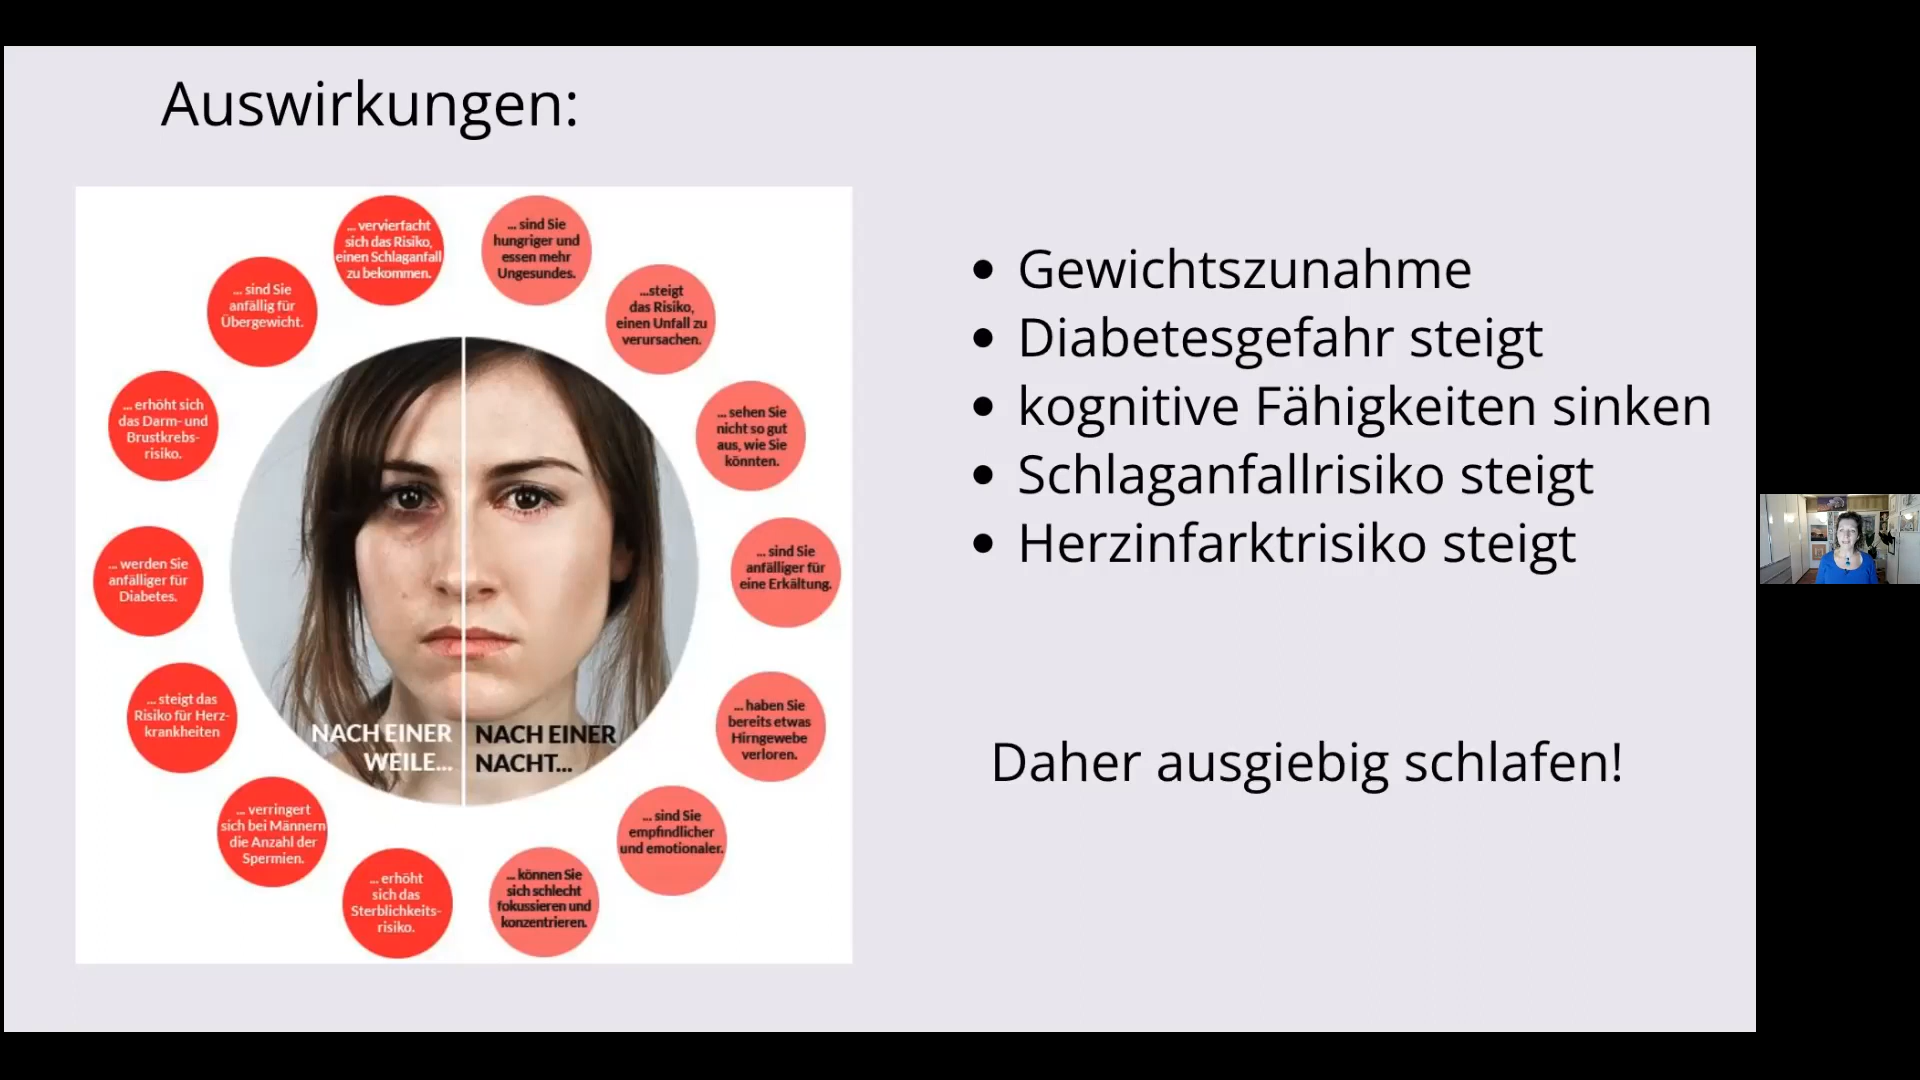 Auswirkungen:
... vervierfacht
sich das Risiko,
einen Schlaganfall
zu bekommen.
... sind Sie
anfällig für
Übergewicht.
... erhöht sich
das Darm- und
Brustkrebs-
risiko.
... werden Sie
anfälliger für
Diabetes.
... steigt das
Risiko für Herz-
krankheiten
... verringert
sich bei Männern
die Anzahl der
Spermien.
... erhöht
sich das
Sterblichkeits-
risiko.
NACH EINER
WEILE...
NACH EINER
NACHT...
... sind Sie
hungriger und
essen mehr
Ungesundes.
...steigt
das Risiko,
einen Unfall zu
verursachen.
... sehen Sie
nicht so gut
aus, wie Sie
könnten.
... sind Sie
anfälliger für
eine Erkältung.
... haben Sie
bereits etwas
Hirngewebe
verloren.
... sind Sie
empfindlicher
und emotionaler.
... können Sie
sich schlecht
fokussieren und
konzentrieren.
• Gewichtszunahme
• Diabetesgefahr steigt
• kognitive Fähigkeiten sinken
• Schlaganfallrisiko steigt
• Herzinfarktrisiko steigt
Daher ausgiebig schlafen!